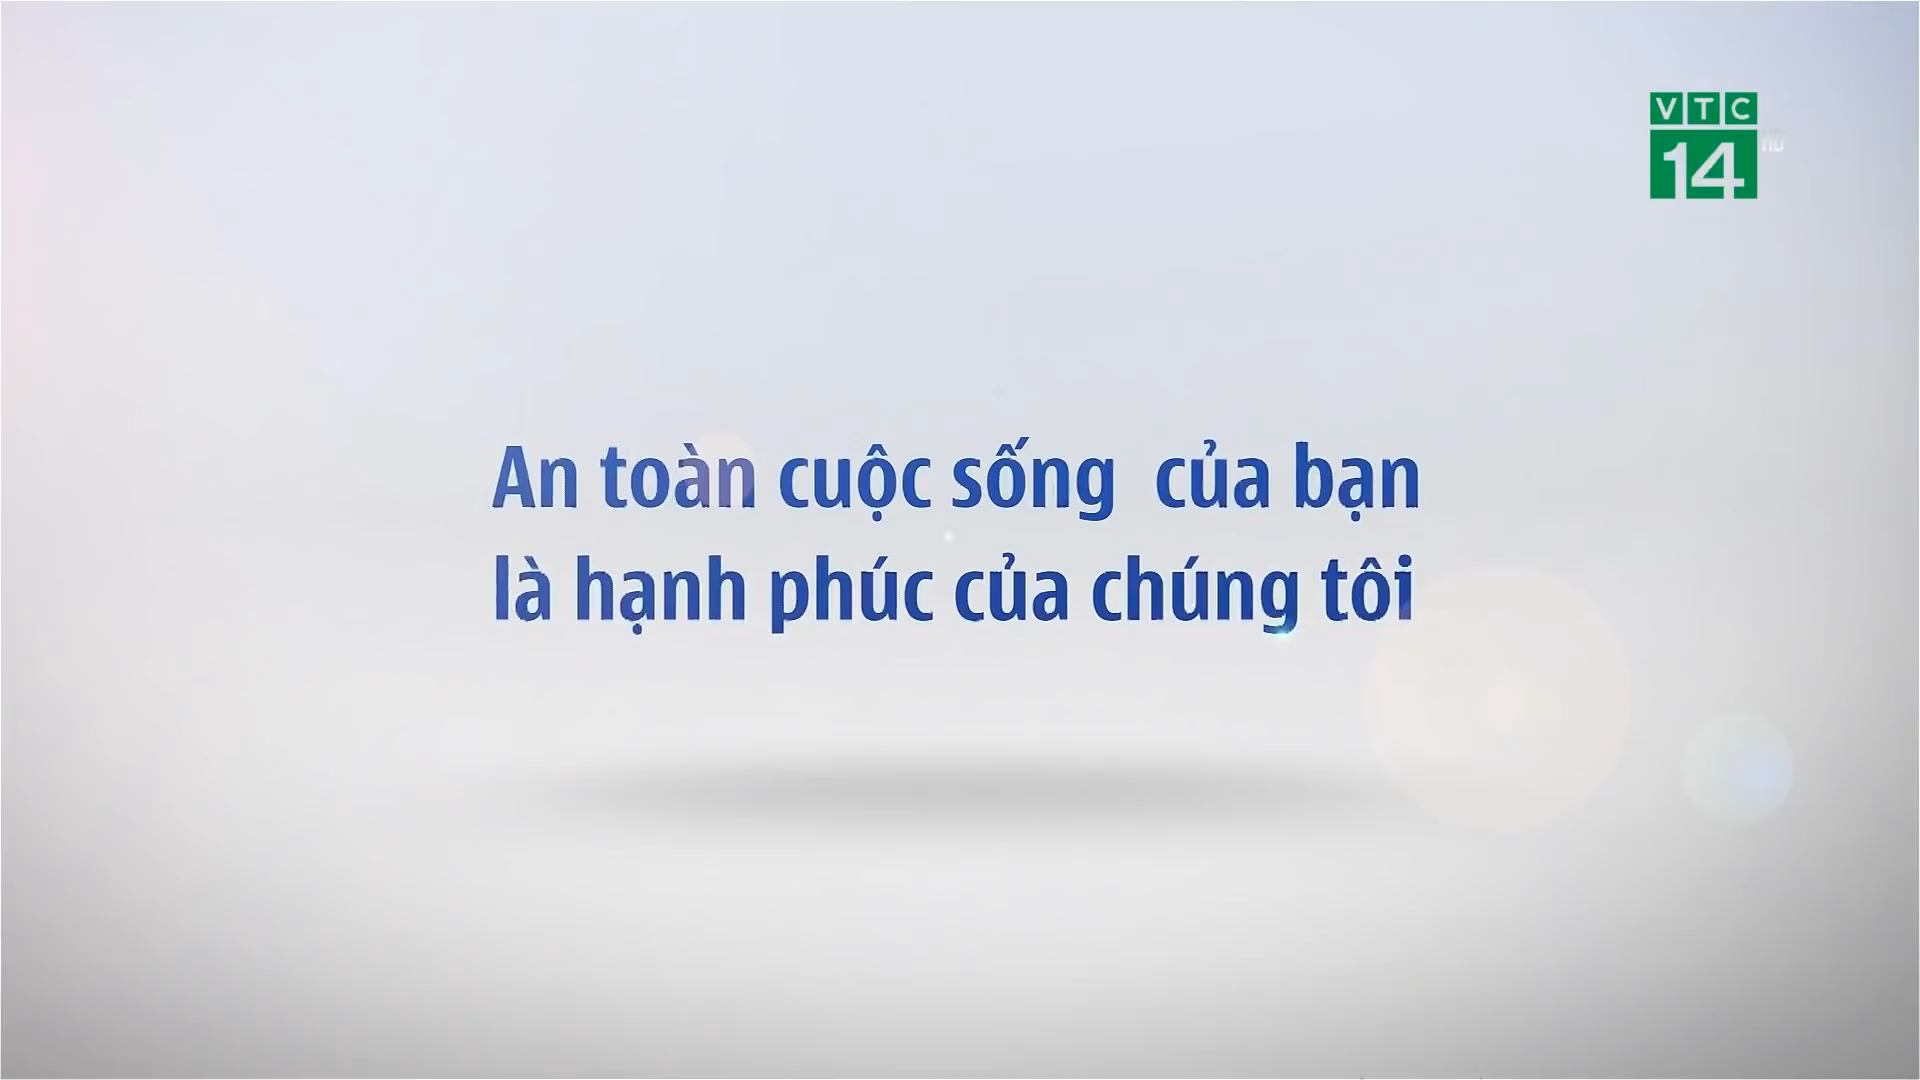 VTC
14 HD
An toàn cuộc sống  của bạn
là hạnh phúc của chúng tôi